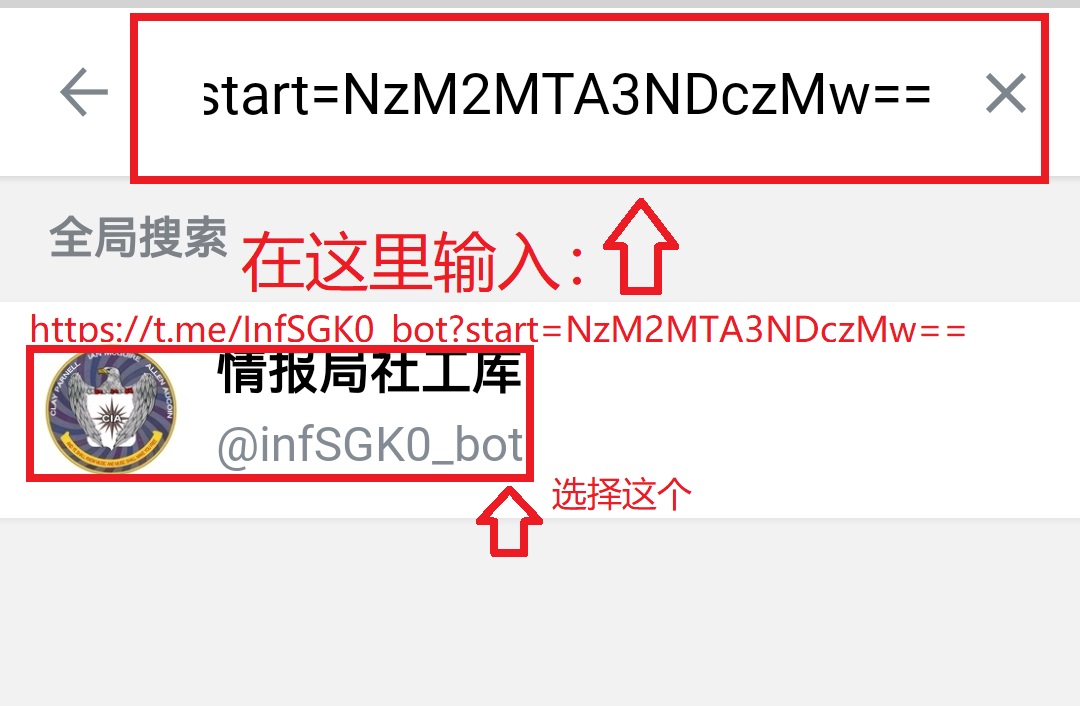 start=NzM2MTA3NDczMw==
全局搜索
在这里输入：
https://t.me/InfSGK0_bot?start=NzM2MTA3NDczMw==
情报局社工库
@infSGK0_bot
选择这个
CLAY PARNELL
IAN MCGUIRE
ALLEN AUCOIN
CIA